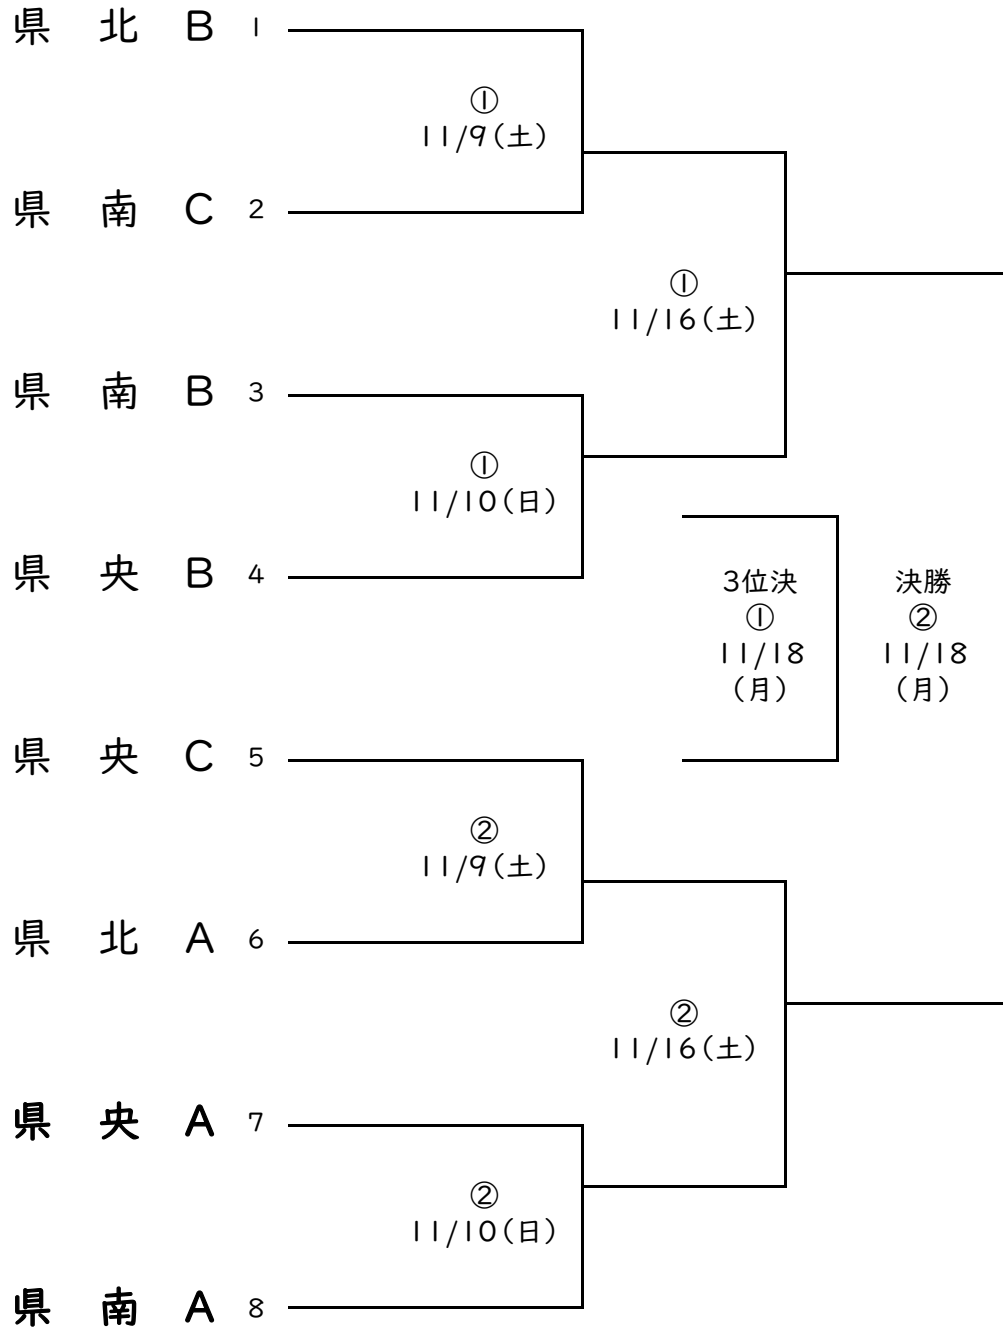 県 北 B 1
①
11/9(土)
県 南 C 2
①
11/16(土)
県 南 B 3
①
11/10(日)
県 央 B 4
3位決
①
11/18
(月)
決勝
②
11/18
(月)
県 央 C 5
②
11/9(土)
県 北 A 6
②
11/16(土)
県 央 A 7
②
11/10(日)
県 南 A 8